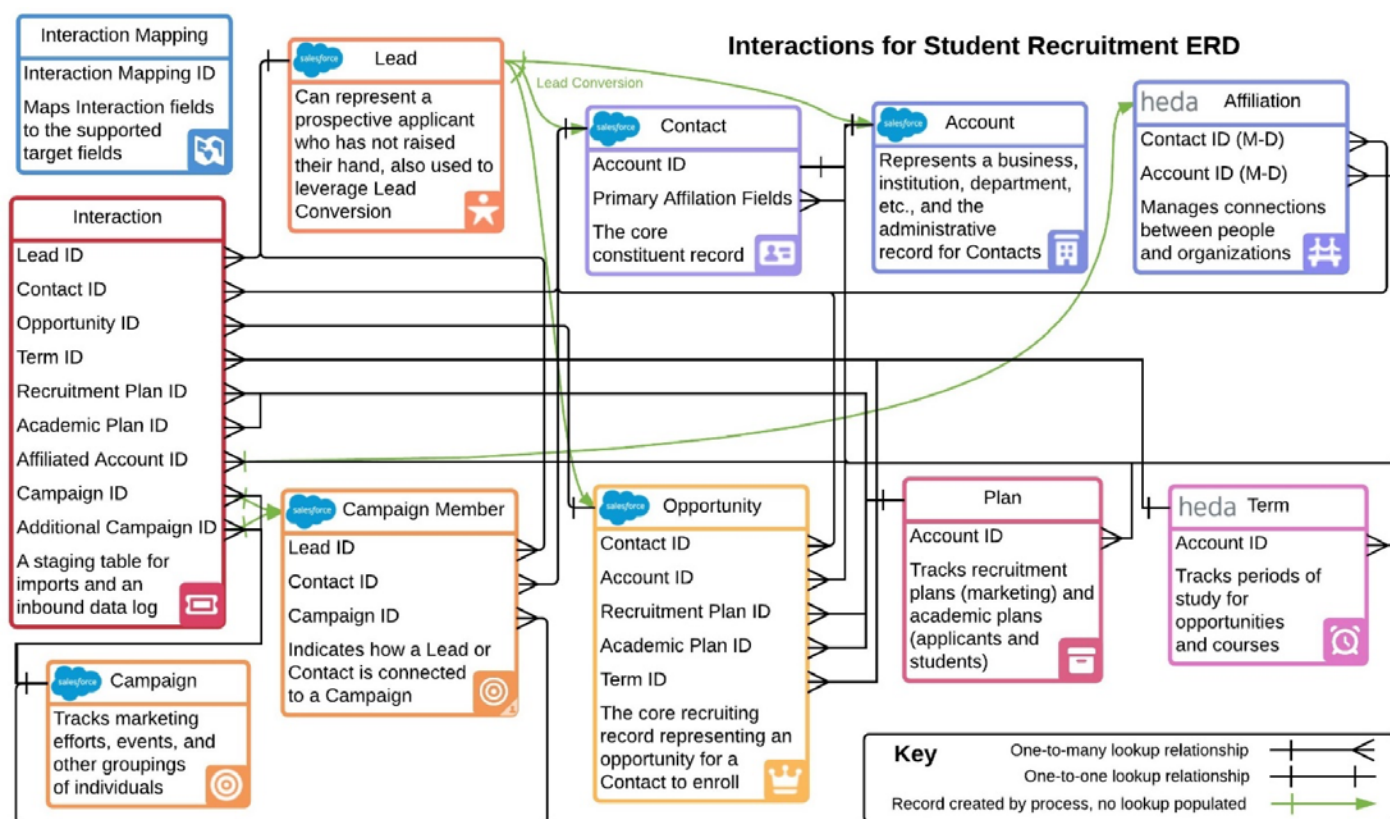 Interactions for Student Recruitment ERD
Interaction Mapping
Interaction Mapping ID
Maps Interaction fields
to the supported
target fields
salesforce
Lead
Can represent a
prospective applicant
who has not raised
their hand, also used to
leverage Lead
Conversion
Lead Conversion
salesforce
Contact
Account ID
Primary Affilation Fields
The core
constituent record
salesforce
Account
Represents a business,
institution, department,
etc., and the
administrative
record for Contacts
heda
Affiliation
Contact ID (M-D)
Account ID (M-D)
Manages connections
between people
and organizations
Interaction
Lead ID
Contact ID
Opportunity ID
Term ID
Recruitment Plan ID
Academic Plan ID
Affiliated Account ID
Campaign ID
Additional Campaign ID
A staging table for
imports and an
inbound data log
salesforce
Campaign Member
Lead ID
Contact ID
Campaign ID
Indicates how a Lead or
Contact is connected
to a Campaign
salesforce
Opportunity
Contact ID
Account ID
Recruitment Plan ID
Academic Plan ID
Term ID
The core recruiting
record representing an
opportunity for a
Contact to enroll
Plan
Account ID
Tracks recruitment
plans (marketing) and
academic plans
(applicants and
students)
heda
Term
Account ID
Tracks periods of
study for
opportunities
and courses
salesforce
Campaign
Tracks marketing
efforts, events, and
other groupings
of individuals
Key
One-to-many lookup relationship
One-to-one lookup relationship
Record created by process, no lookup populated